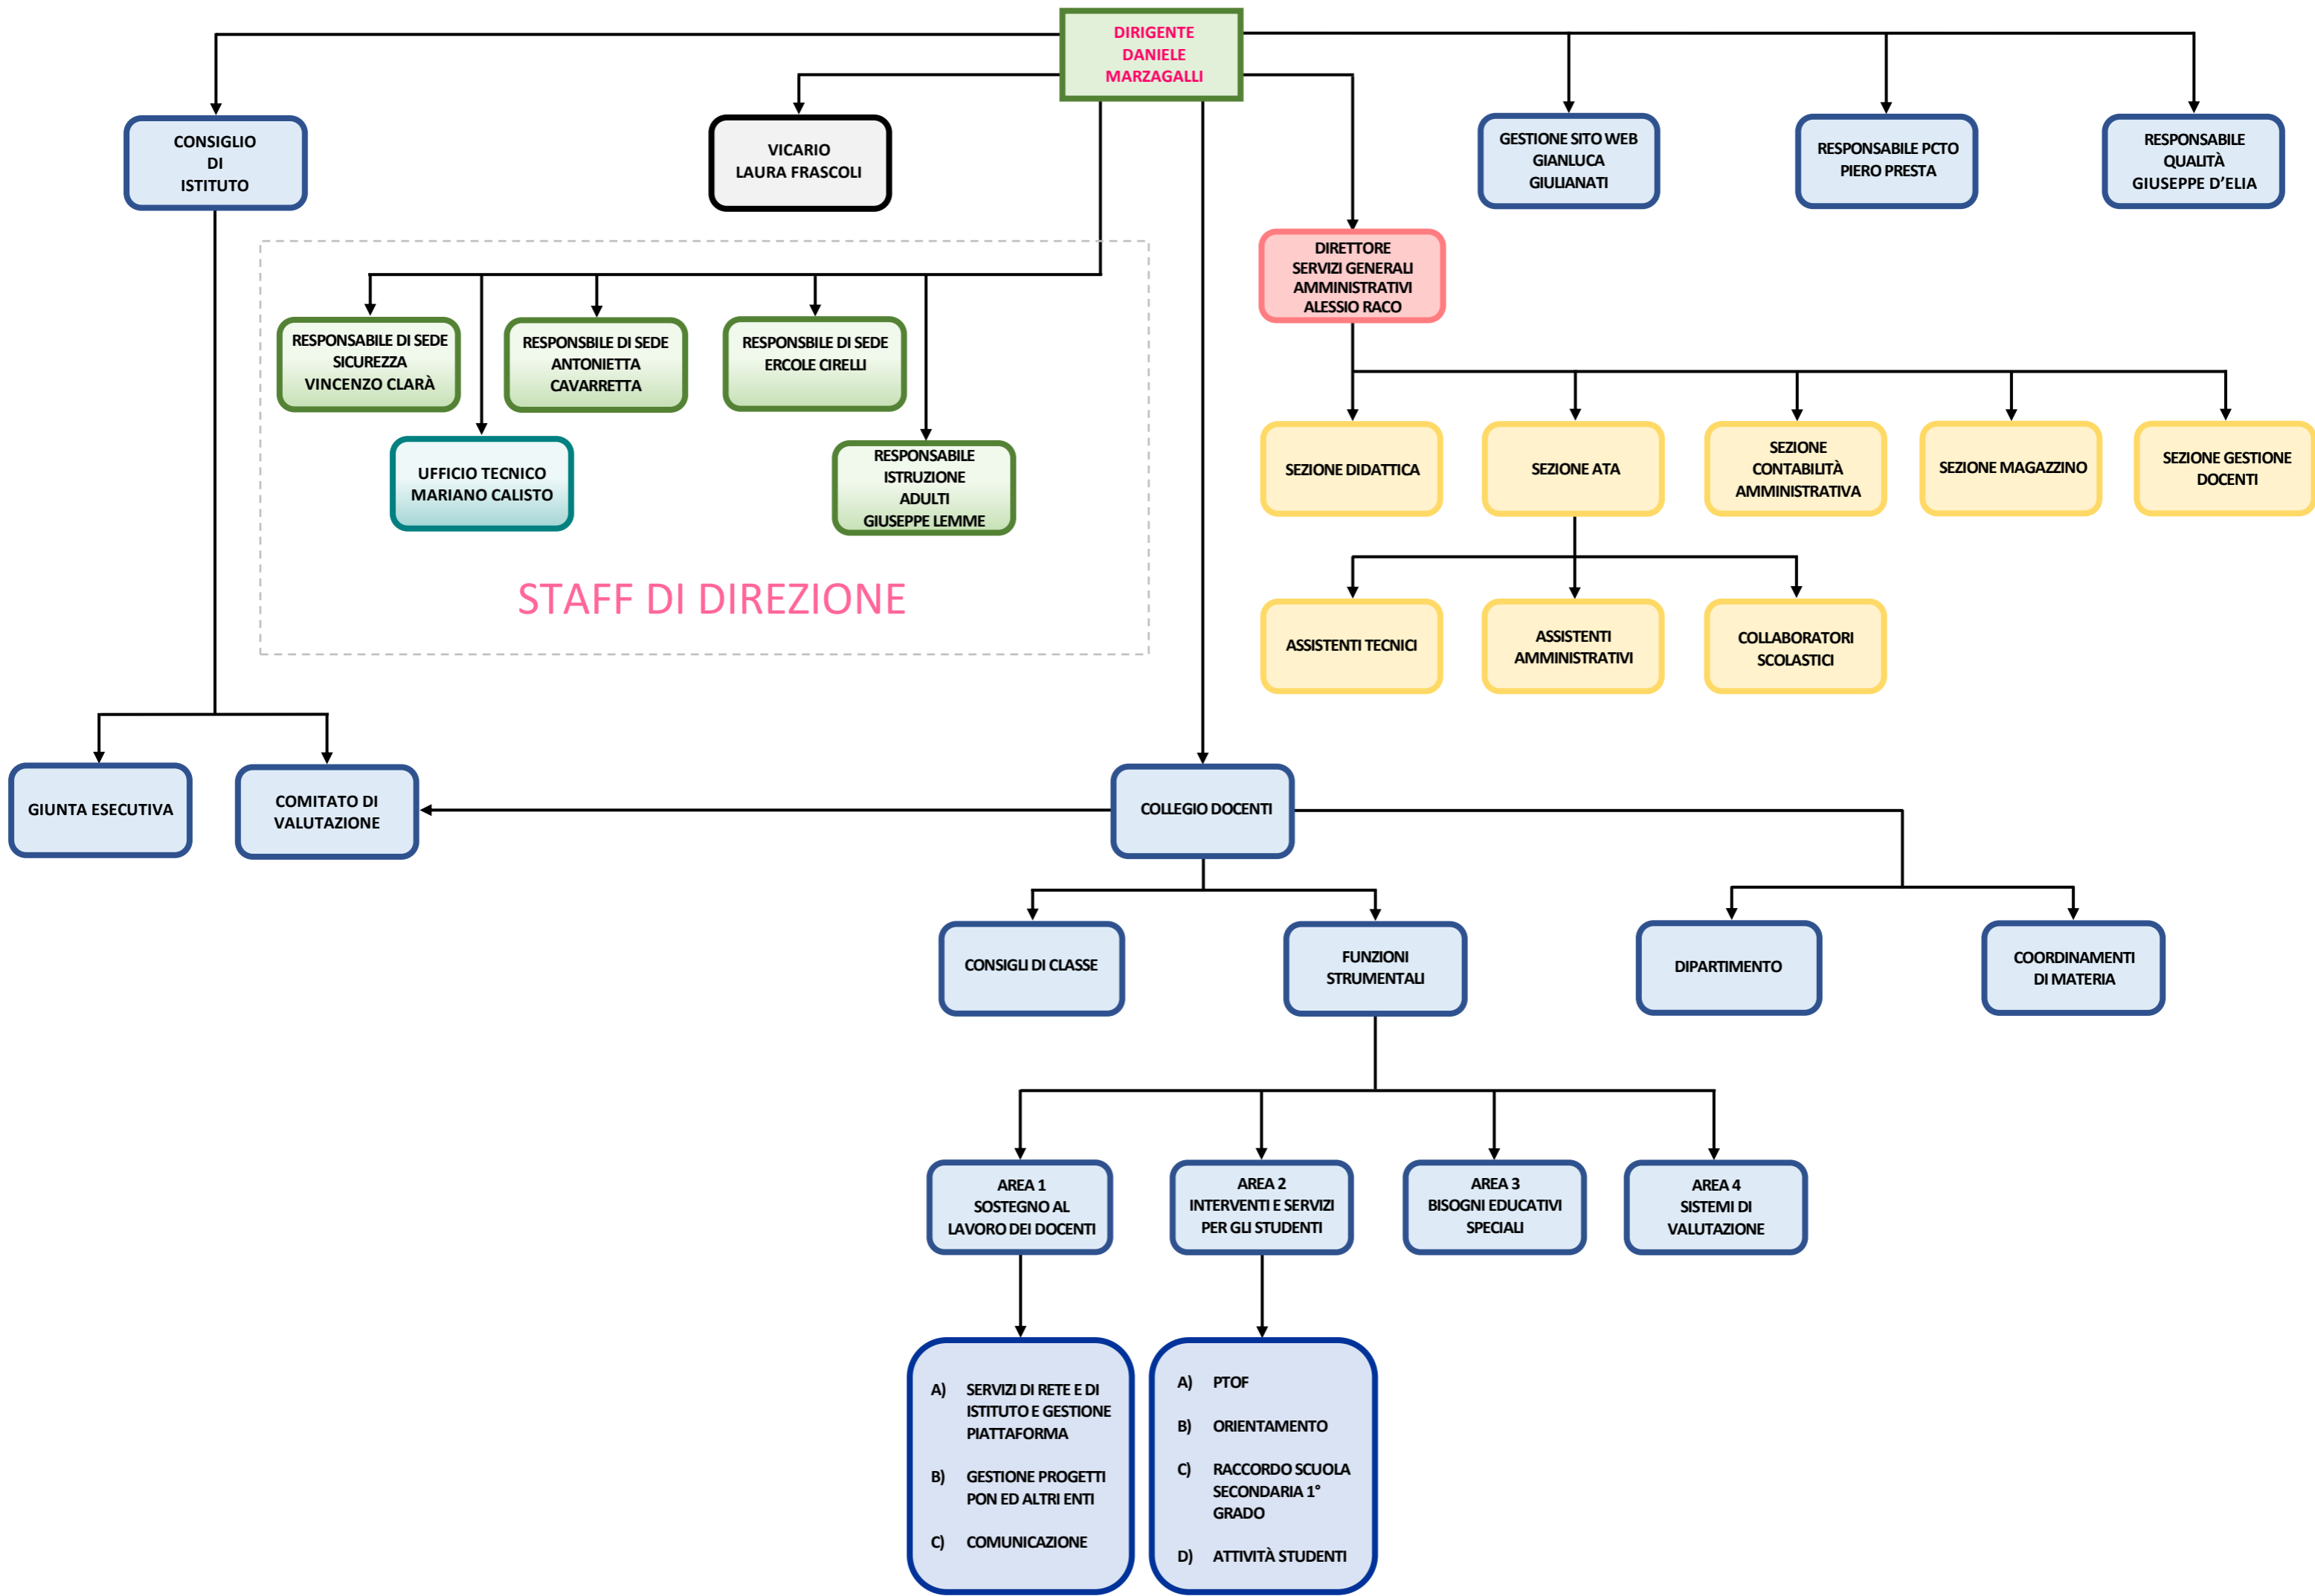 DIRIGENTE
DANIELE
MARZAGALLI
CONSIGLIO
DI
ISTITUTO
VICARIO
LAURA FRASCOLI
GESTIONE SITO WEB
GIANLUCA
GIULIANATI
RESPONSABILE PCTO
PIERO PRESTA
RESPONSABILE
QUALITÀ
GIUSEPPE D'ELIA
DIRETTORE
SERVIZI GENERALI
AMMINISTRATIVI
ALESSIO RACO
RESPONSABILE DI SEDE
SICUREZZA
VINCENZO CLARÀ
RESPONSBILE DI SEDE
ANTONIETTA
CAVARRETTA
RESPONSBILE DI SEDE
ERCOLE CIRELLI
UFFICIO TECNICO
MARIANO CALISTO
RESPONSABILE
ISTRUZIONE
ADULTI
GIUSEPPE LEMME
STAFF DI DIREZIONE
SEZIONE DIDATTICA
SEZIONE ATA
SEZIONE
CONTABILITÀ
AMMINISTRATIVA
SEZIONE MAGAZZINO
SEZIONE GESTIONE
DOCENTI
ASSISTENTI TECNICI
ASSISTENTI
AMMINISTRATIVI
COLLABORATORI
SCOLASTICI
GIUNTA ESECUTIVA
COMITATO DI
VALUTAZIONE
COLLEGIO DOCENTI
CONSIGLI DI CLASSE
FUNZIONI
STRUMENTALI
DIPARTIMENTO
COORDINAMENTI
DI MATERIA
AREA 1
SOSTEGNO AL
LAVORO DEI DOCENTI
AREA 2
INTERVENTI E SERVIZI
PER GLI STUDENTI
AREA 3
BISOGNI EDUCATIVI
SPECIALI
AREA 4
SISTEMI DI
VALUTAZIONE
A) SERVIZI DI RETE E DI
ISTITUTO E GESTIONE
PIATTAFORMA
B) GESTIONE PROGETTI
PON ED ALTRI ENTI
C) COMUNICAZIONE
A) PTOF
B) ORIENTAMENTO
C) RACCORDO SCUOLA
SECONDARIA 1°
GRADO
D) ATTIVITÀ STUDENTI